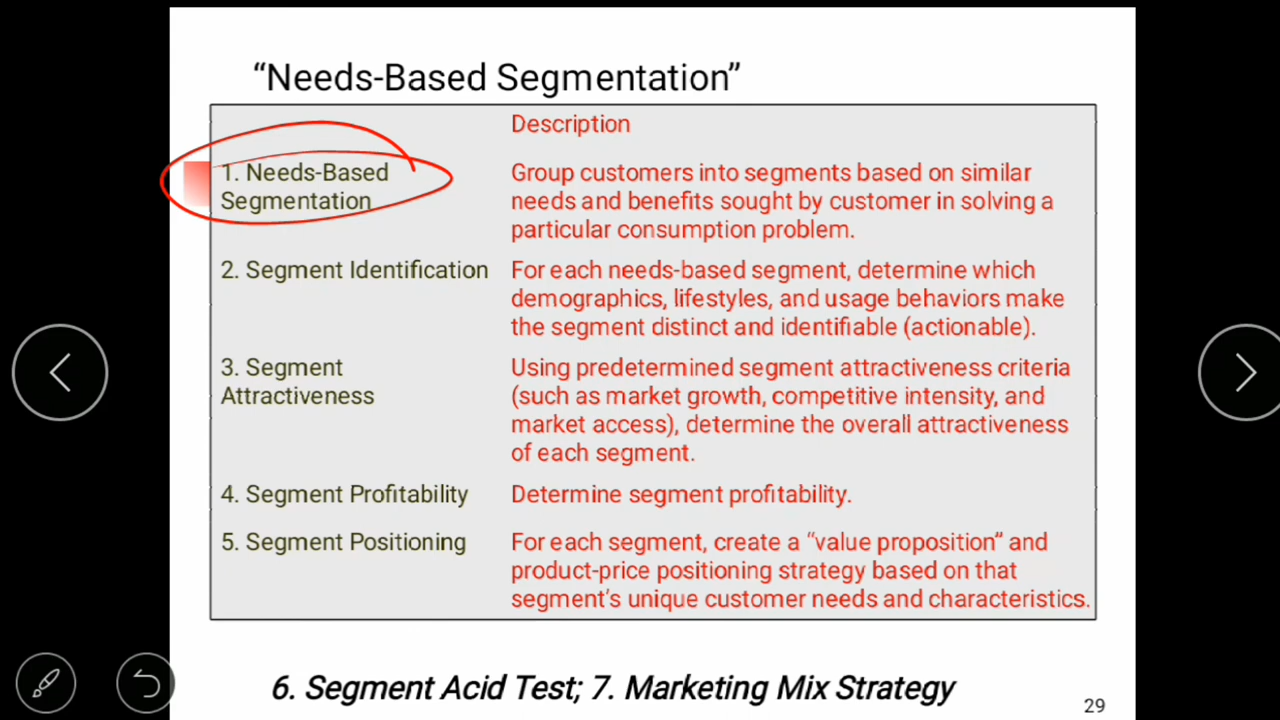 “Needs-Based Segmentation”
Description
1. Needs-Based
Segmentation
Group customers into segments based on similar
needs and benefits sought by customer in solving a
particular consumption problem.
2. Segment Identification
For each needs-based segment, determine which
demographics, lifestyles, and usage behaviors make
the segment distinct and identifiable (actionable).
3. Segment
Attractiveness
Using predetermined segment attractiveness criteria
(such as market growth, competitive intensity, and
market access), determine the overall attractiveness
of each segment.
4. Segment Profitability
Determine segment profitability.
5. Segment Positioning
For each segment, create a “value proposition” and
product-price positioning strategy based on that
segment’s unique customer needs and characteristics.
6. Segment Acid Test; 7. Marketing Mix Strategy
29